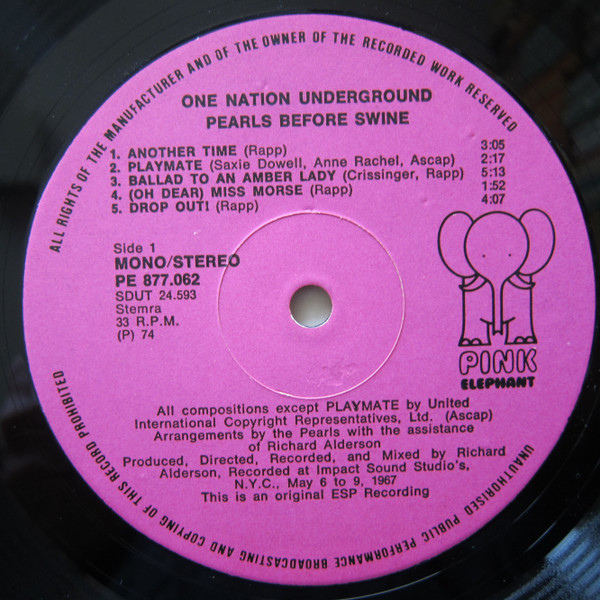 ALL RIGHTS OF THE MANUFACTURER AND OF THE OWNER OF THE RECORDED WORK RESERVED
ONE NATION UNDERGROUND
PEARLS BEFORE SWINE
1. ANOTHER TIME (Rapp) 3:05
2. PLAYMATE (Saxie Dowell, Anne Rachel, Ascap) 2:17
3. BALLAD TO AN AMBER LADY (Crissinger, Rapp) 5:13
4. (OH DEAR) MISS MORSE (Rapp) 1:52
5. DROP OUT! (Rapp) 4:07
Side 1
MONO/STEREO
PE 877.062
SDUT 24.593
Stemra
33 R.P.M.
(P) 74
PINK
ELEPHANT
All compositions except PLAYMATE by United
International Copyright Representatives, Ltd. (Ascap)
Arrangements by the Pearls with the assistance
of Richard Alderson
Produced, Directed, Recorded, and Mixed by Richard
Alderson, Recorded at Impact Sound Studio's,
N.Y.C., May 6 to 9, 1967
This is an original ESP Recording
UNAUTHORISED PUBLIC PERFORMANCE BROADCASTING AND COPYING OF THIS RECORD PROHIBITED